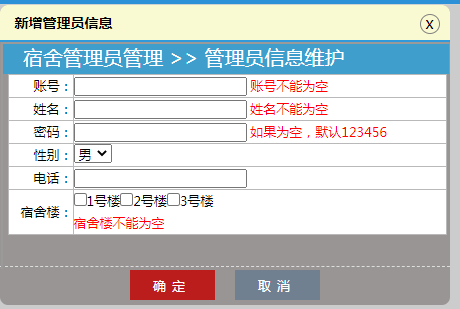 新增管理员信息 X
宿舍管理员管理 >> 管理员信息维护
账号： 账号不能为空
姓名： 姓名不能为空
密码： 如果为空，默认123456
性别： 男
电话：
宿舍楼： 1号楼 2号楼 3号楼
宿舍楼不能为空
确 定 取 消